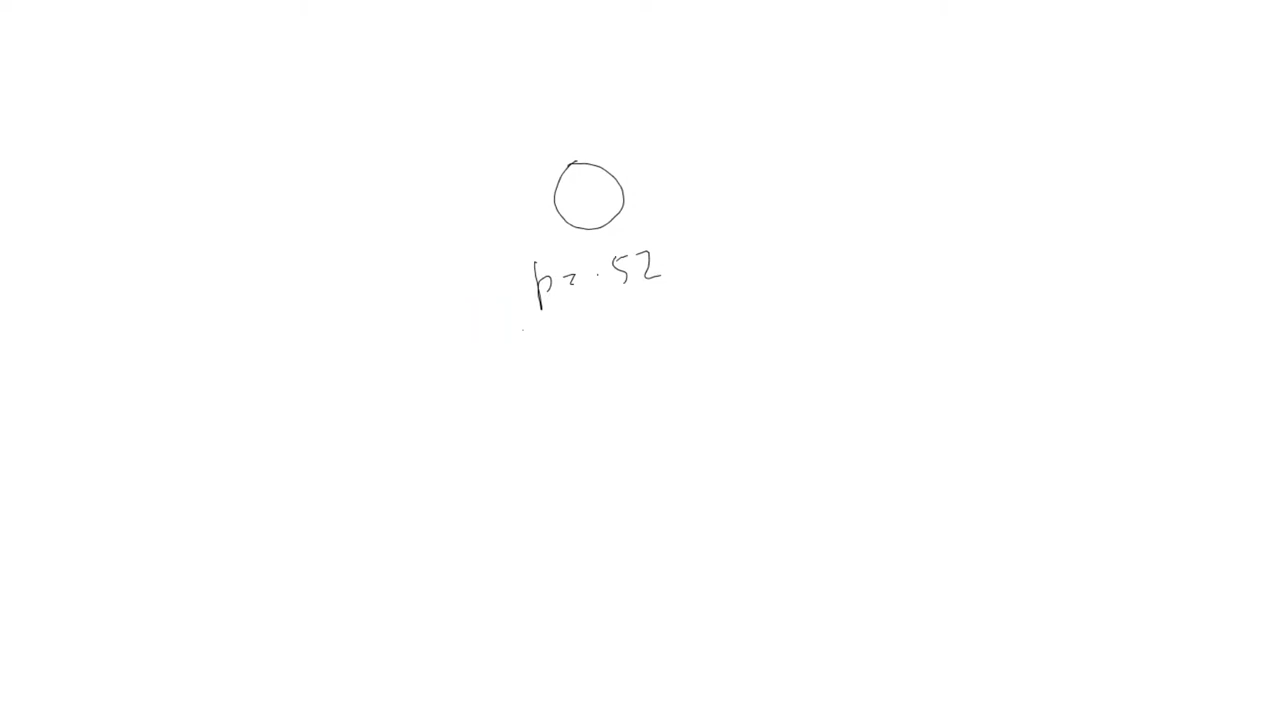 p = .52